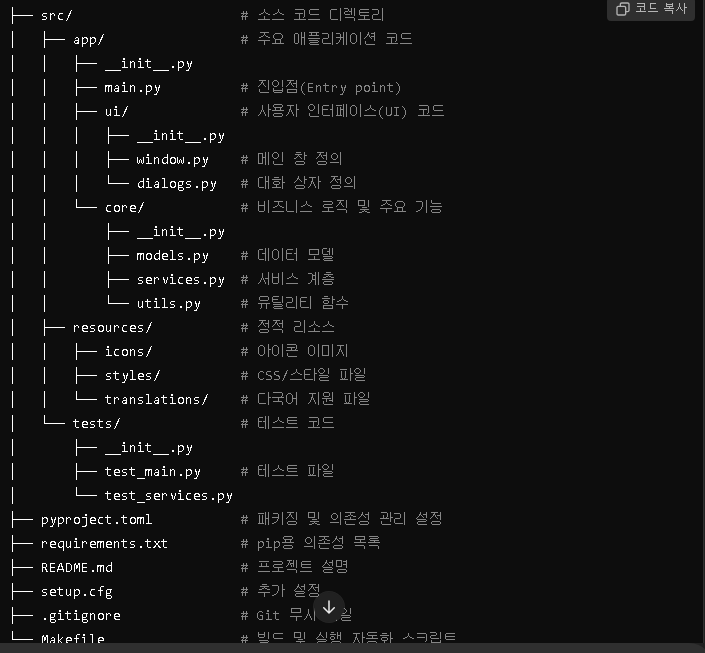 코드 복사
├── src/                    # 소스 코드 디렉토리
│   ├── app/                # 주요 애플리케이션 코드
│   │   ├── __init__.py
│   │   ├── main.py         # 진입점(Entry point)
│   │   ├── ui/             # 사용자 인터페이스(UI) 코드
│   │   │   ├── __init__.py
│   │   │   ├── window.py   # 메인 창 정의
│   │   │   └── dialogs.py  # 대화 상자 정의
│   │   └── core/           # 비즈니스 로직 및 주요 기능
│   │       ├── __init__.py
│   │       ├── models.py   # 데이터 모델
│   │       ├── services.py # 서비스 계층
│   │       └── utils.py    # 유틸리티 함수
│   ├── resources/          # 정적 리소스
│   │   ├── icons/          # 아이콘 이미지
│   │   ├── styles/         # CSS/스타일 파일
│   │   └── translations/   # 다국어 지원 파일
│   └── tests/              # 테스트 코드
│       ├── __init__.py
│       ├── test_main.py    # 테스트 파일
│       └── test_services.py
├── pyproject.toml          # 패키징 및 의존성 관리 설정
├── requirements.txt        # pip용 의존성 목록
├── README.md               # 프로젝트 설명
├── setup.cfg               # 추가 설정
├── .gitignore              # Git 무시
└── Makefile                # 빌드 및 실행 자동화 스크립트